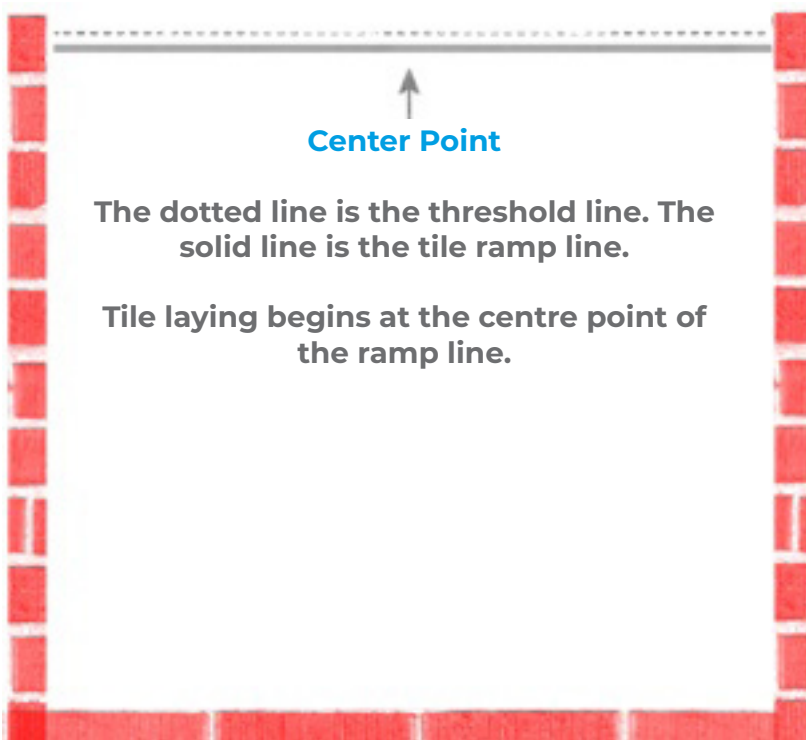 Center Point
The dotted line is the threshold line. The
solid line is the tile ramp line.
Tile laying begins at the centre point of
the ramp line.